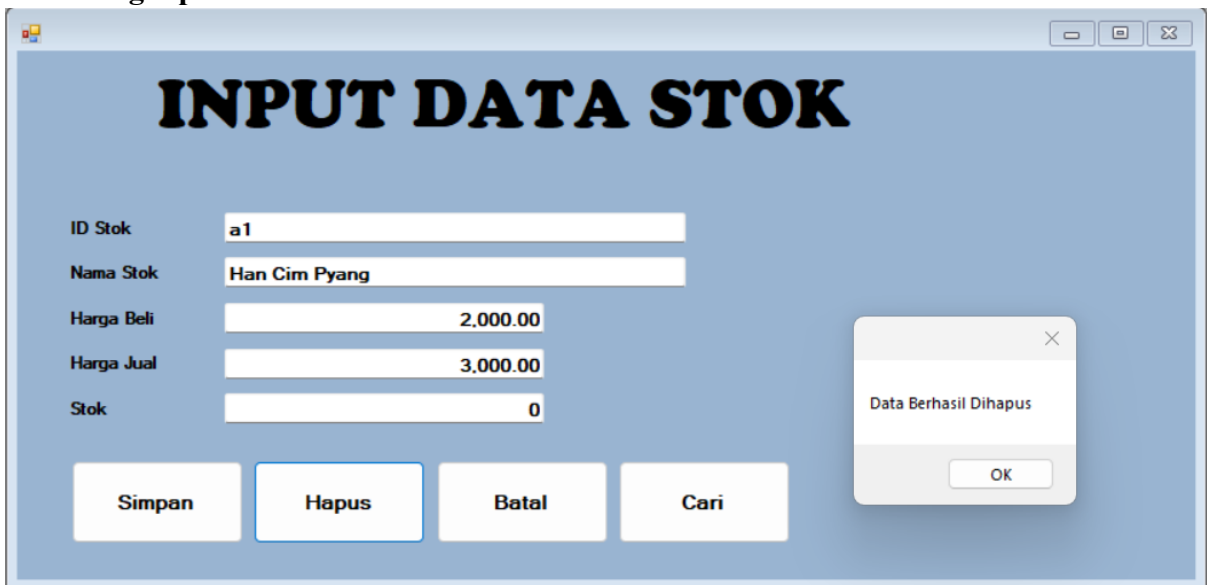 INPUT DATA STOK
ID Stok a1
Nama Stok Han Cim Pyang
Harga Beli 2,000.00
Harga Jual 3,000.00
Stok 0
Data Berhasil Dihapus
OK
Simpan Hapus Batal Cari